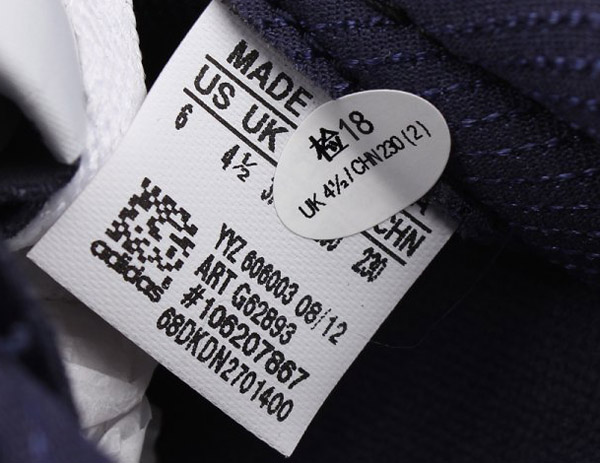 MADE
US UK CHN
6 4½ 230
检18
UK 4½/CHN230(2)
adidas
YYZ 606003 08/12
ART G62893
#106207867
68DKDN2701400